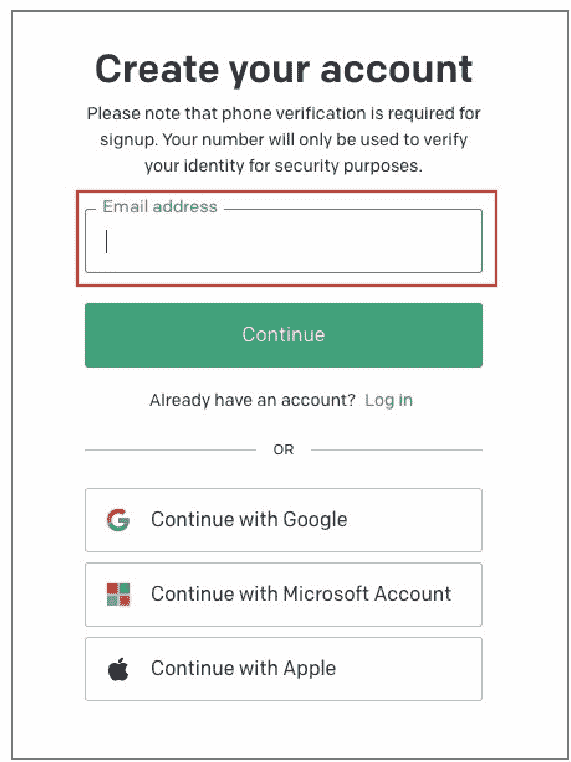 Create your account
Please note that phone verification is required for
signup. Your number will only be used to verify
your identity for security purposes.
Email address
Continue
Already have an account? Log in
OR
Continue with Google
Continue with Microsoft Account
Continue with Apple